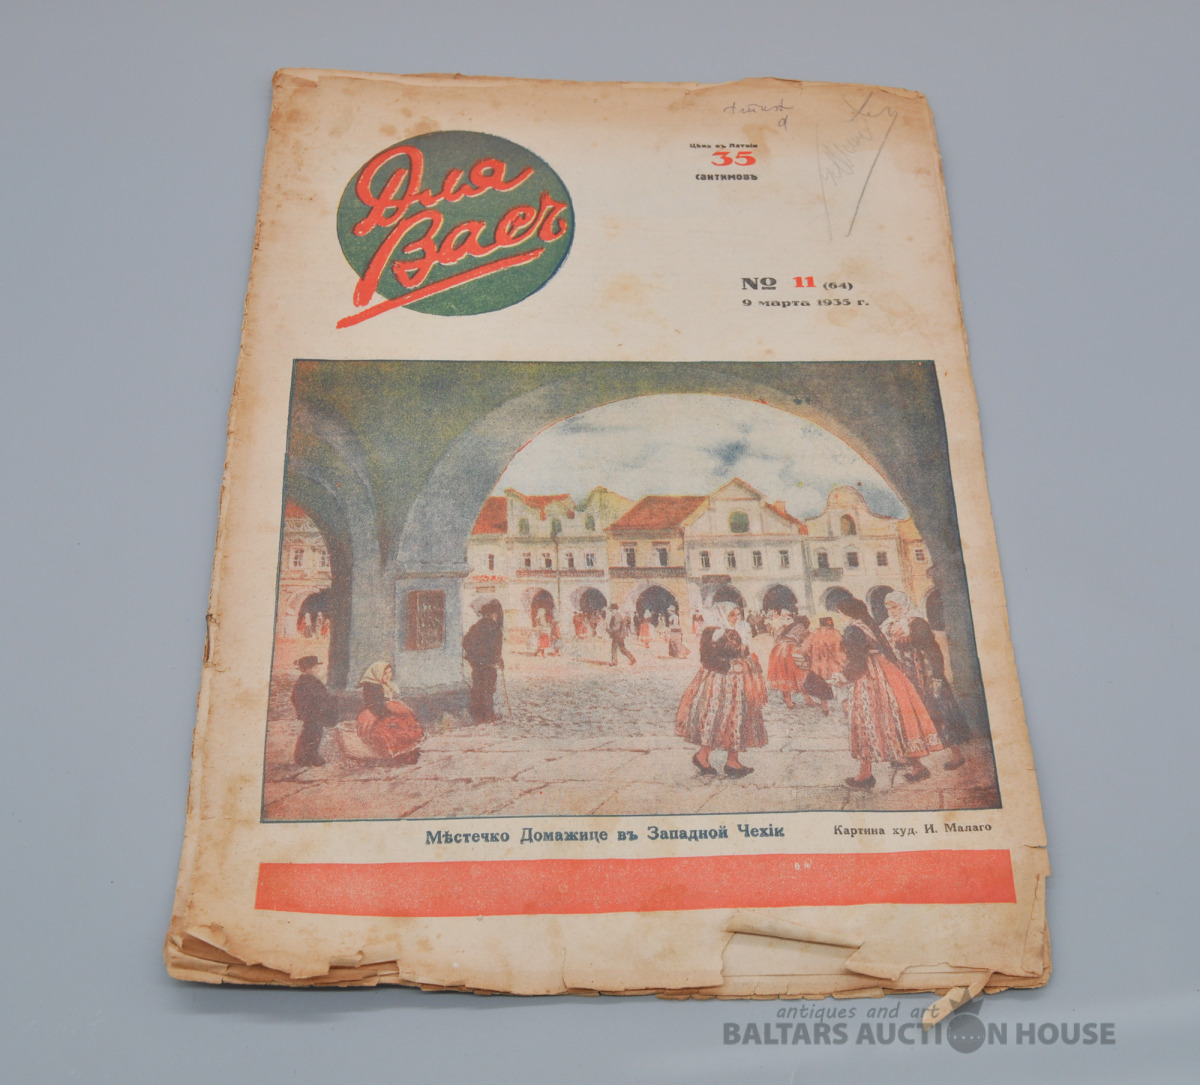 Для
Васъ
Цѣна въ Латвіи
35
сантимовъ
№ 11 (64)
9 марта 1935 г.
Мѣстечко Домажице въ Западной Чехіи
Картина худ. И. Малаго
antiques and art
BALTARS AUCTION HOUSE